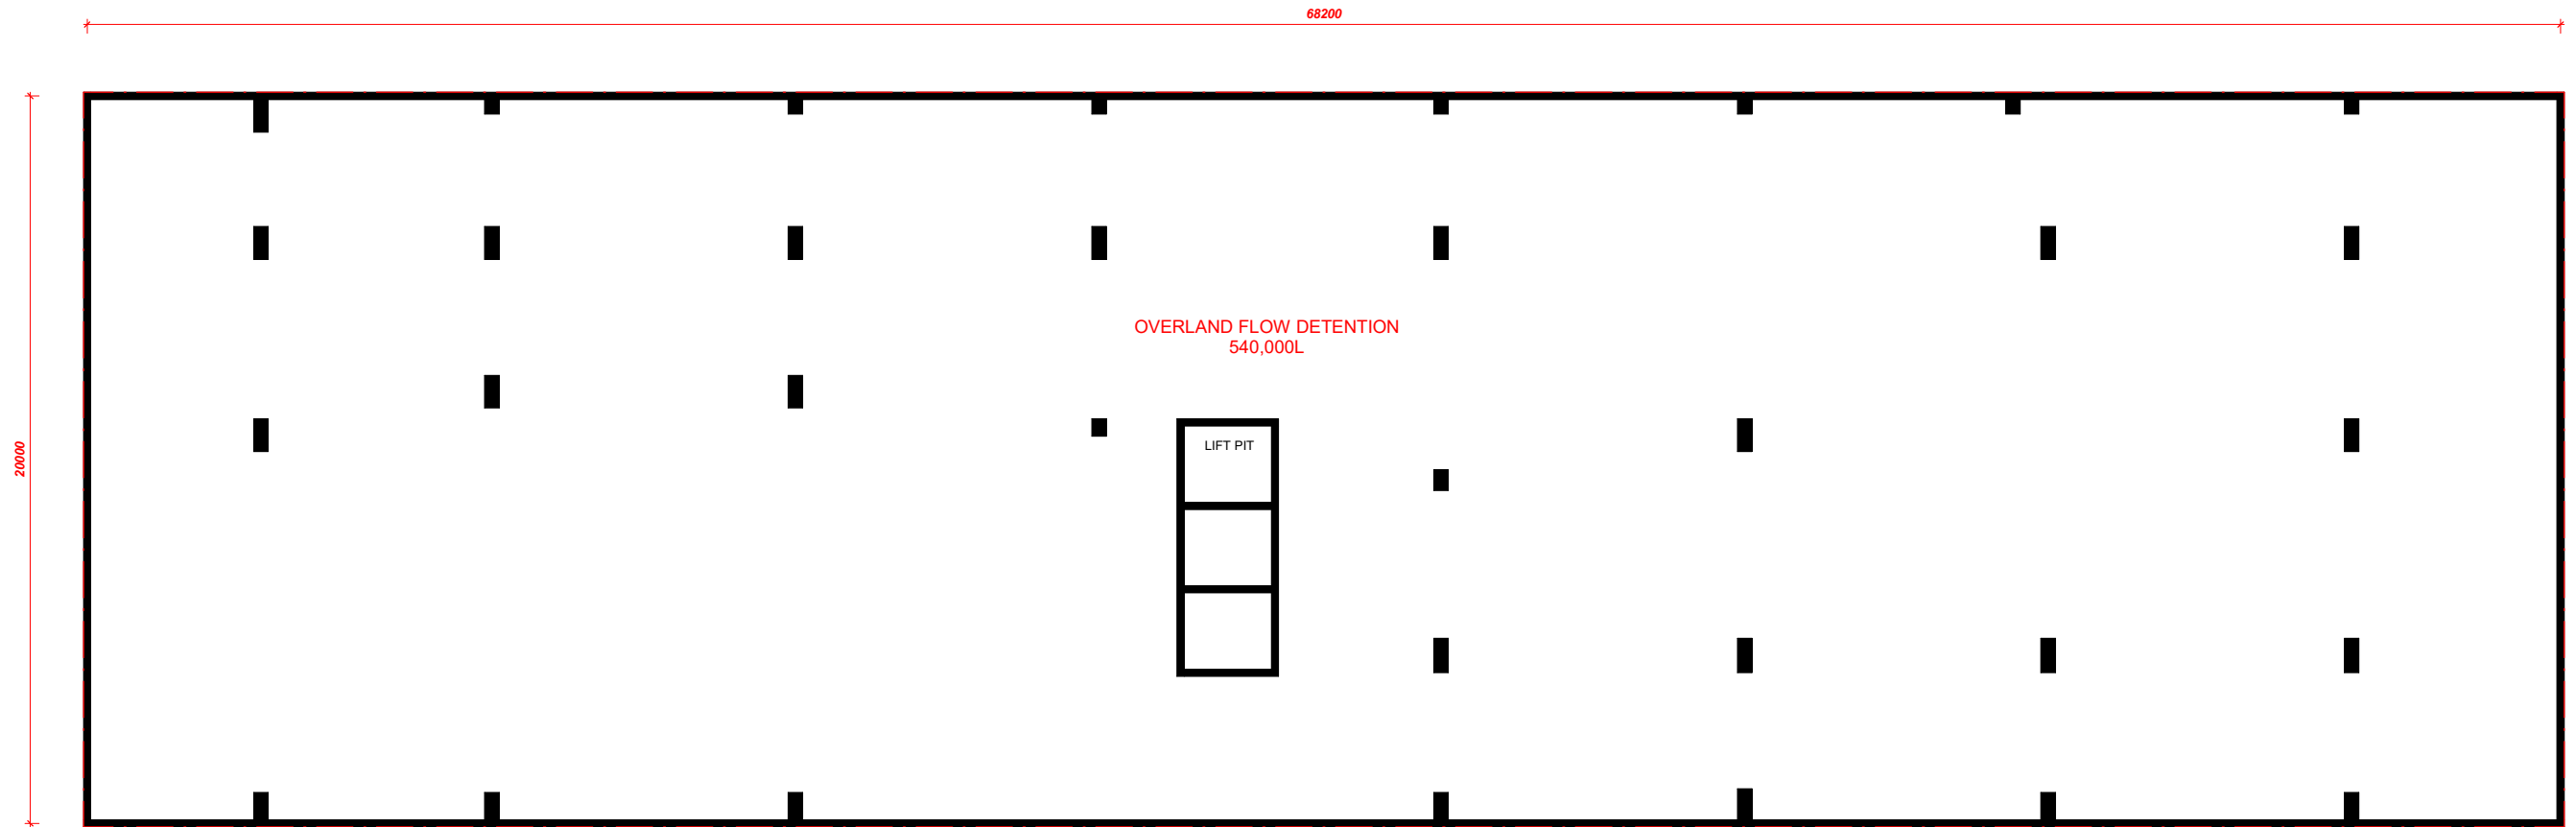 68200
OVERLAND FLOW DETENTION
540,000L
20000
LIFT PIT